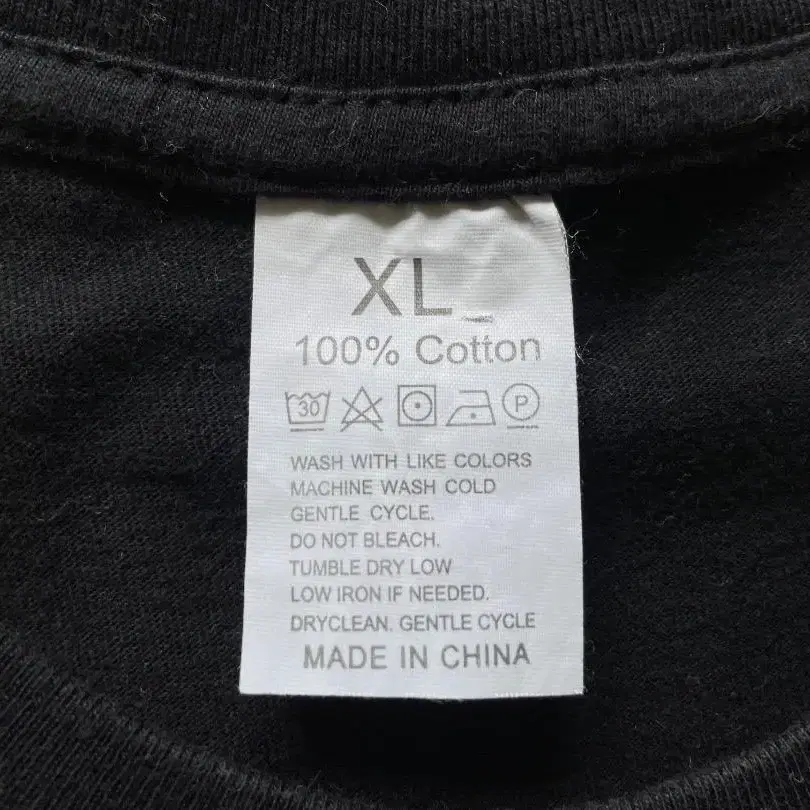 XL_
100% Cotton
30 P
WASH WITH LIKE COLORS
MACHINE WASH COLD
GENTLE CYCLE.
DO NOT BLEACH.
TUMBLE DRY LOW
LOW IRON IF NEEDED.
DRYCLEAN. GENTLE CYCLE
MADE IN CHINA